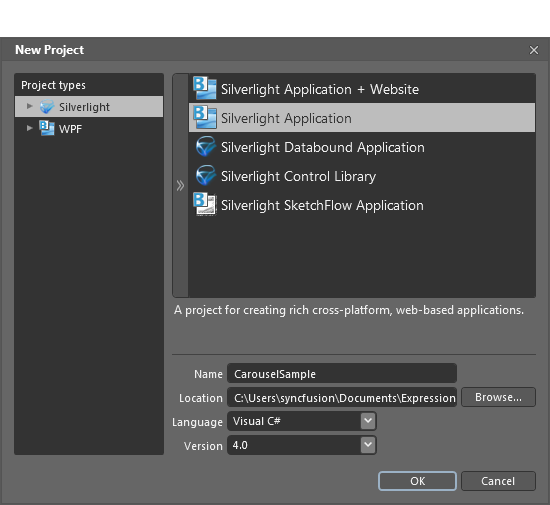 New Project
Project types
Silverlight
WPF
Silverlight Application + Website
Silverlight Application
Silverlight Databound Application
Silverlight Control Library
Silverlight SketchFlow Application
A project for creating rich cross-platform, web-based applications.
Name CarouselSample
Location C:\Users\syncfusion\Documents\Expression Browse...
Language Visual C#
Version 4.0
OK Cancel